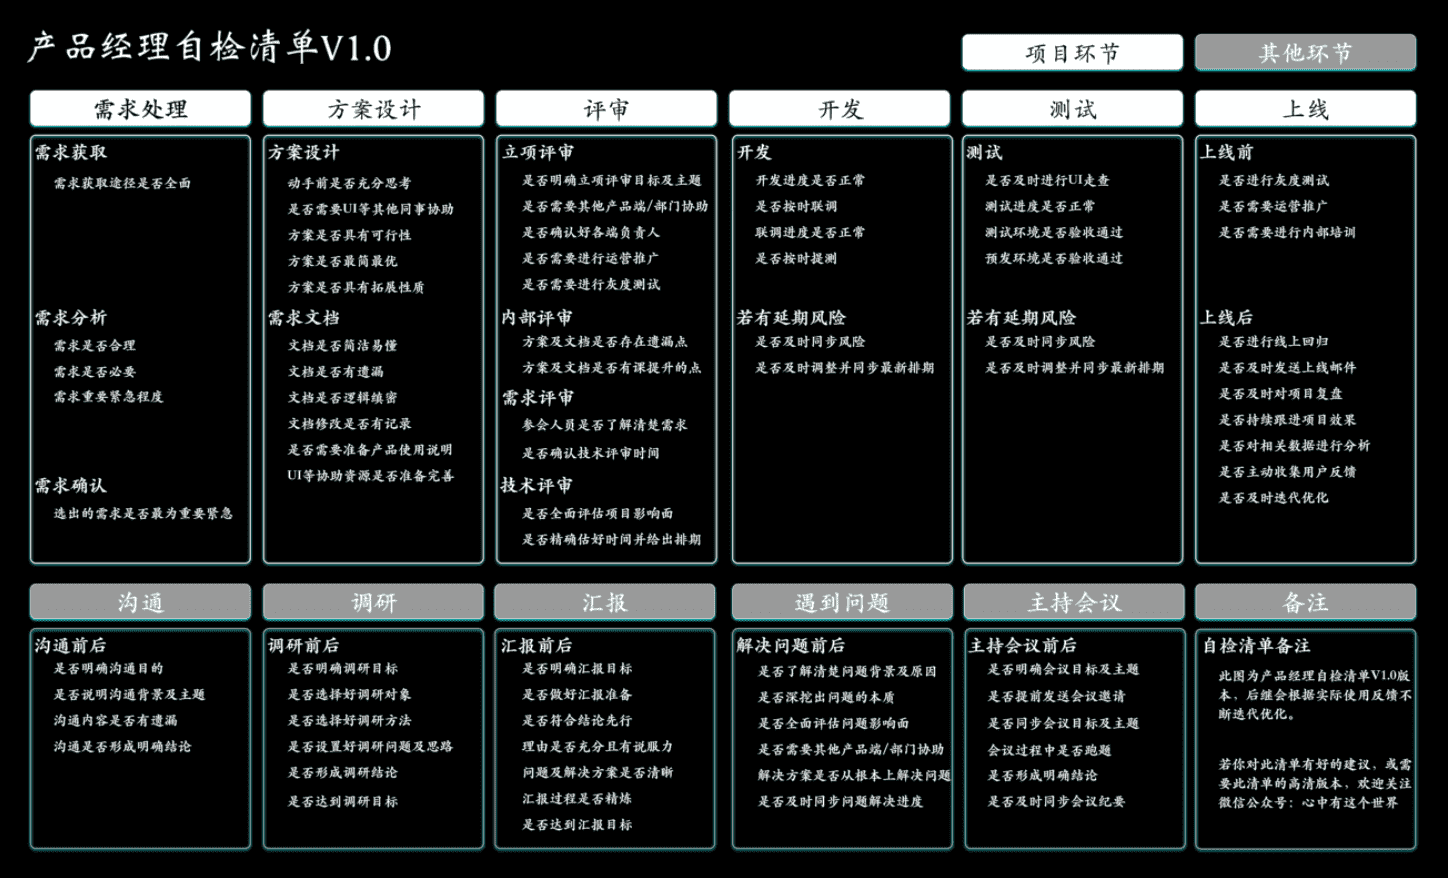 产品经理自检清单V1.0
项目环节
其他环节
需求处理
需求获取
需求获取途径是否全面
需求分析
需求是否合理
需求是否必要
需求重要紧急程度
需求确认
选出的需求是否最为重要紧急
方案设计
方案设计
动手前是否充分思考
是否需要UI等其他同事协助
方案是否具有可行性
方案是否最简最优
方案是否具有拓展性质
需求文档
文档是否简洁易懂
文档是否有遗漏
文档是否逻辑缜密
文档修改是否有记录
是否需要准备产品使用说明
UI等协助资源是否准备完善
评审
立项评审
是否明确立项评审目标及主题
是否需要其他产品端/部门协助
是否确认好各端负责人
是否需要进行运营推广
是否需要进行灰度测试
内部评审
方案及文档是否存在遗漏点
方案及文档是否有课提升的点
需求评审
参会人员是否了解清楚需求
是否确认技术评审时间
技术评审
是否全面评估项目影响面
是否精确估好时间并给出排期
开发
开发
开发进度是否正常
是否按时联调
联调进度是否正常
是否按时提测
若有延期风险
是否及时同步风险
是否及时调整并同步最新排期
测试
测试
是否及时进行UI走查
测试进度是否正常
测试环境是否验收通过
预发环境是否验收通过
若有延期风险
是否及时同步风险
是否及时调整并同步最新排期
上线
上线前
是否进行灰度测试
是否需要运营推广
是否需要进行内部培训
上线后
是否进行线上回归
是否及时发送上线邮件
是否及时对项目复盘
是否持续跟进项目效果
是否对相关数据进行分析
是否主动收集用户反馈
是否及时迭代优化
沟通
沟通前后
是否明确沟通目的
是否说明沟通背景及主题
沟通内容是否有遗漏
沟通是否形成明确结论
调研
调研前后
是否明确调研目标
是否选择好调研对象
是否选择好调研方法
是否设置好调研问题及思路
是否形成调研结论
是否达到调研目标
汇报
汇报前后
是否明确汇报目标
是否做好汇报准备
是否符合结论先行
理由是否充分且有说服力
问题及解决方案是否清晰
汇报过程是否精炼
是否达到汇报目标
遇到问题
解决问题前后
是否了解清楚问题背景及原因
是否深挖出问题的本质
是否全面评估问题影响面
是否需要其他产品端/部门协助
解决方案是否从根本上解决问题
是否及时同步问题解决进度
主持会议
主持会议前后
是否明确会议目标及主题
是否提前发送会议邀请
是否同步会议目标及主题
会议过程中是否跑题
是否形成明确结论
是否及时同步会议纪要
备注
自检清单备注
此图为产品经理自检清单V1.0版
本，后继会根据实际使用反馈不
断迭代优化。
若你对此清单有好的建议，或需
要此清单的高清版本，欢迎关注
微信公众号：心中有这个世界